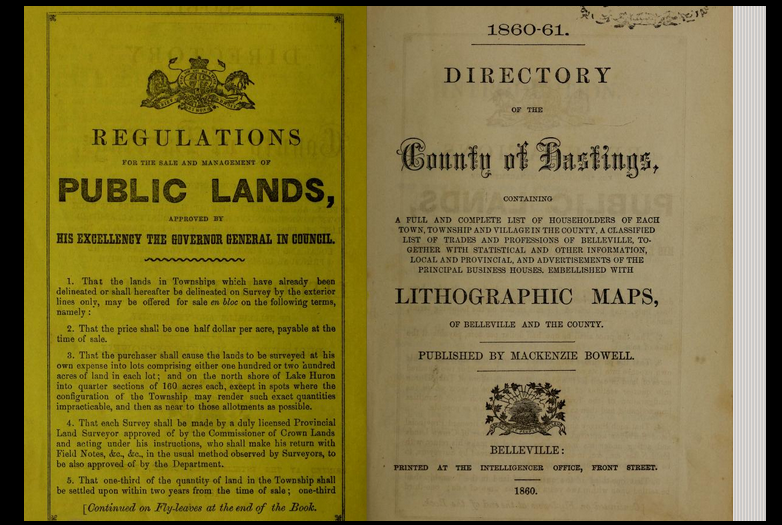 REGULATIONS
FOR THE SALE AND MANAGEMENT OF
PUBLIC LANDS,
APPROVED BY
HIS EXCELLENCY THE GOVERNOR GENERAL IN COUNCIL.
1. That the lands in Townships which have already been
delineated or shall hereafter be delineated on Survey by the exterior
lines only, may be offered for sale en bloc on the following terms,
namely :
2. That the price shall be one half dollar per acre, payable at the
time of sale.
3. That the purchaser shall cause the lands to be surveyed at his
own expense into lots comprising either one hundred or two hundred
acres of land in each lot ; and on the north shore of Lake Huron
into quarter sections of 160 acres each, except in spots where the
configuration of the Township may render such exact quantities
impracticable, and then as near to those allotments as possible.
4. That each Survey shall be made by a duly licensed Provincial
Land Surveyor approved of by the Commissioner of Crown Lands
and acting under his instructions, who shall make his return with
Field Notes, &c., &c., in the usual method observed by Surveyors, to
be also approved of by the Department.
5. That one-third of the quantity of land in the Township shall
be settled upon within two years from the time of sale ; one-third
[Continued on Fly-leaves at the end of the Book.
1860-61.
DIRECTORY
OF THE
County of Hastings,
CONTAINING
A FULL AND COMPLETE LIST OF HOUSEHOLDERS OF EACH
TOWN, TOWNSHIP AND VILLAGE IN THE COUNTY, A CLASSIFIED
LIST OF TRADES AND PROFESSIONS OF BELLEVILLE, TO-
GETHER WITH STATISTICAL AND OTHER INFORMATION,
LOCAL AND PROVINCIAL, AND ADVERTISEMENTS OF THE
PRINCIPAL BUSINESS HOUSES. EMBELLISHED WITH
LITHOGRAPHIC MAPS,
OF BELLEVILLE AND THE COUNTY.
PUBLISHED BY MACKENZIE BOWELL.
BELLEVILLE :
PRINTED AT THE INTELLIGENCER OFFICE, FRONT STREET.
1860.